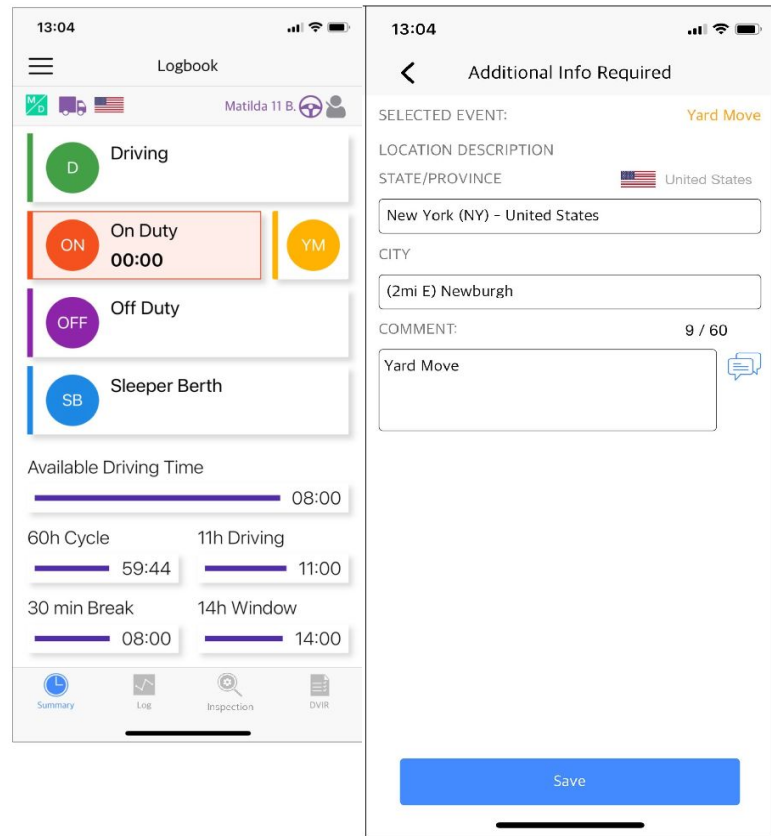 13:04
Logbook
M/D
Matilda 11 B.
D
Driving
ON
On Duty
00:00
YM
OFF
Off Duty
SB
Sleeper Berth
Available Driving Time
08:00
60h Cycle
11h Driving
59:44
11:00
30 min Break
14h Window
08:00
14:00
Summary
Log
Inspection
DVIR
13:04
Additional Info Required
SELECTED EVENT:
Yard Move
LOCATION DESCRIPTION
STATE/PROVINCE
United States
New York (NY) - United States
CITY
(2mi E) Newburgh
COMMENT:
9 / 60
Yard Move
Save